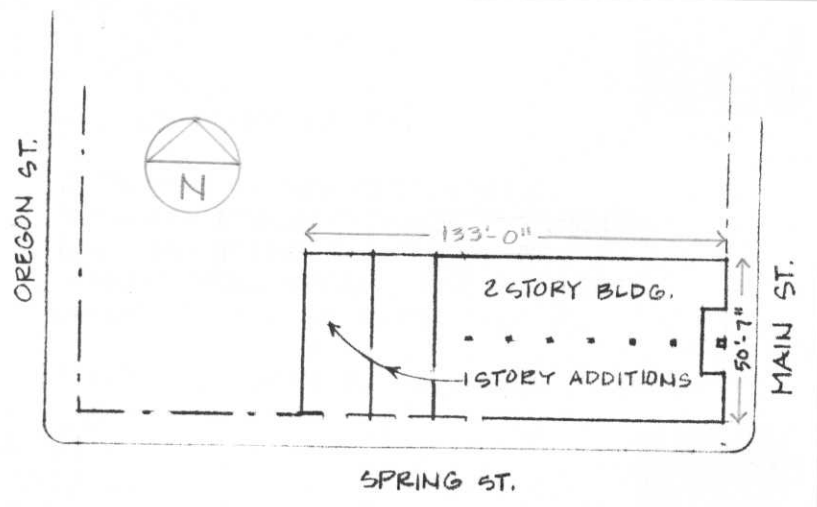 OREGON ST.
N
133'-0"
2 STORY BLDG.
1 STORY ADDITIONS
50'-7"
MAIN ST.
SPRING ST.